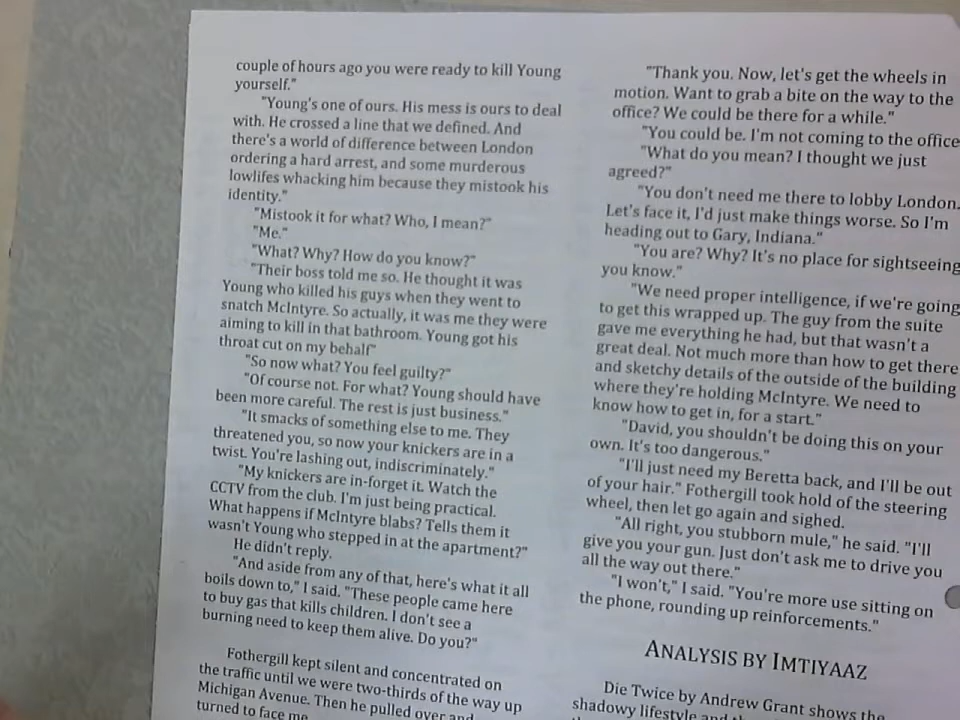 couple of hours ago you were ready to kill Young
yourself."
"Young's one of ours. His mess is ours to deal
with. He crossed a line that we defined. And
there's a world of difference between London
ordering a hard arrest, and some murderous
lowlifes whacking him because they mistook his
identity."
"Mistook it for what? Who, I mean?"
"Me."
"What? Why? How do you know?"
"Their boss told me so. He thought it was
Young who killed his guys when they went to
snatch McIntyre. So actually, it was me they were
aiming to kill in that bathroom. Young got his
throat cut on my behalf"
"So now what? You feel guilty?"
"Of course not. For what? Young should have
been more careful. The rest is just business."
"It smacks of something else to me. They
threatened you, so now your knickers are in a
twist. You're lashing out, indiscriminately."
"My knickers are in-forget it. Watch the
CCTV from the club. I'm just being practical.
What happens if McIntyre blabs? Tells them it
wasn't Young who stepped in at the apartment?"
He didn't reply.
"And aside from any of that, here's what it all
boils down to," I said. "These people came here
to buy gas that kills children. I don't see a
burning need to keep them alive. Do you?"
Fothergill kept silent and concentrated on
the traffic until we were two-thirds of the way up
Michigan Avenue. Then he pulled over and
turned to face me
"Thank you. Now, let's get the wheels in
motion. Want to grab a bite on the way to the
office? We could be there for a while."
"You could be. I'm not coming to the office
"What do you mean? I thought we just
agreed?"
"You don't need me there to lobby London.
Let's face it, I'd just make things worse. So I'm
heading out to Gary, Indiana."
"You are? Why? It's no place for sightseeing
you know."
"We need proper intelligence, if we're going
to get this wrapped up. The guy from the suite
gave me everything he had, but that wasn't a
great deal. Not much more than how to get there
and sketchy details of the outside of the building
where they're holding McIntyre. We need to
know how to get in, for a start."
"David, you shouldn't be doing this on your
own. It's too dangerous."
"I'll just need my Beretta back, and I'll be out
of your hair." Fothergill took hold of the steering
wheel, then let go again and sighed.
"All right, you stubborn mule," he said. "I'll
give you your gun. Just don't ask me to drive you
all the way out there."
"I won't," I said. "You're more use sitting on
the phone, rounding up reinforcements."
ANALYSIS BY IMTIYAAZ
Die Twice by Andrew Grant shows the
shadowy lifestyle and